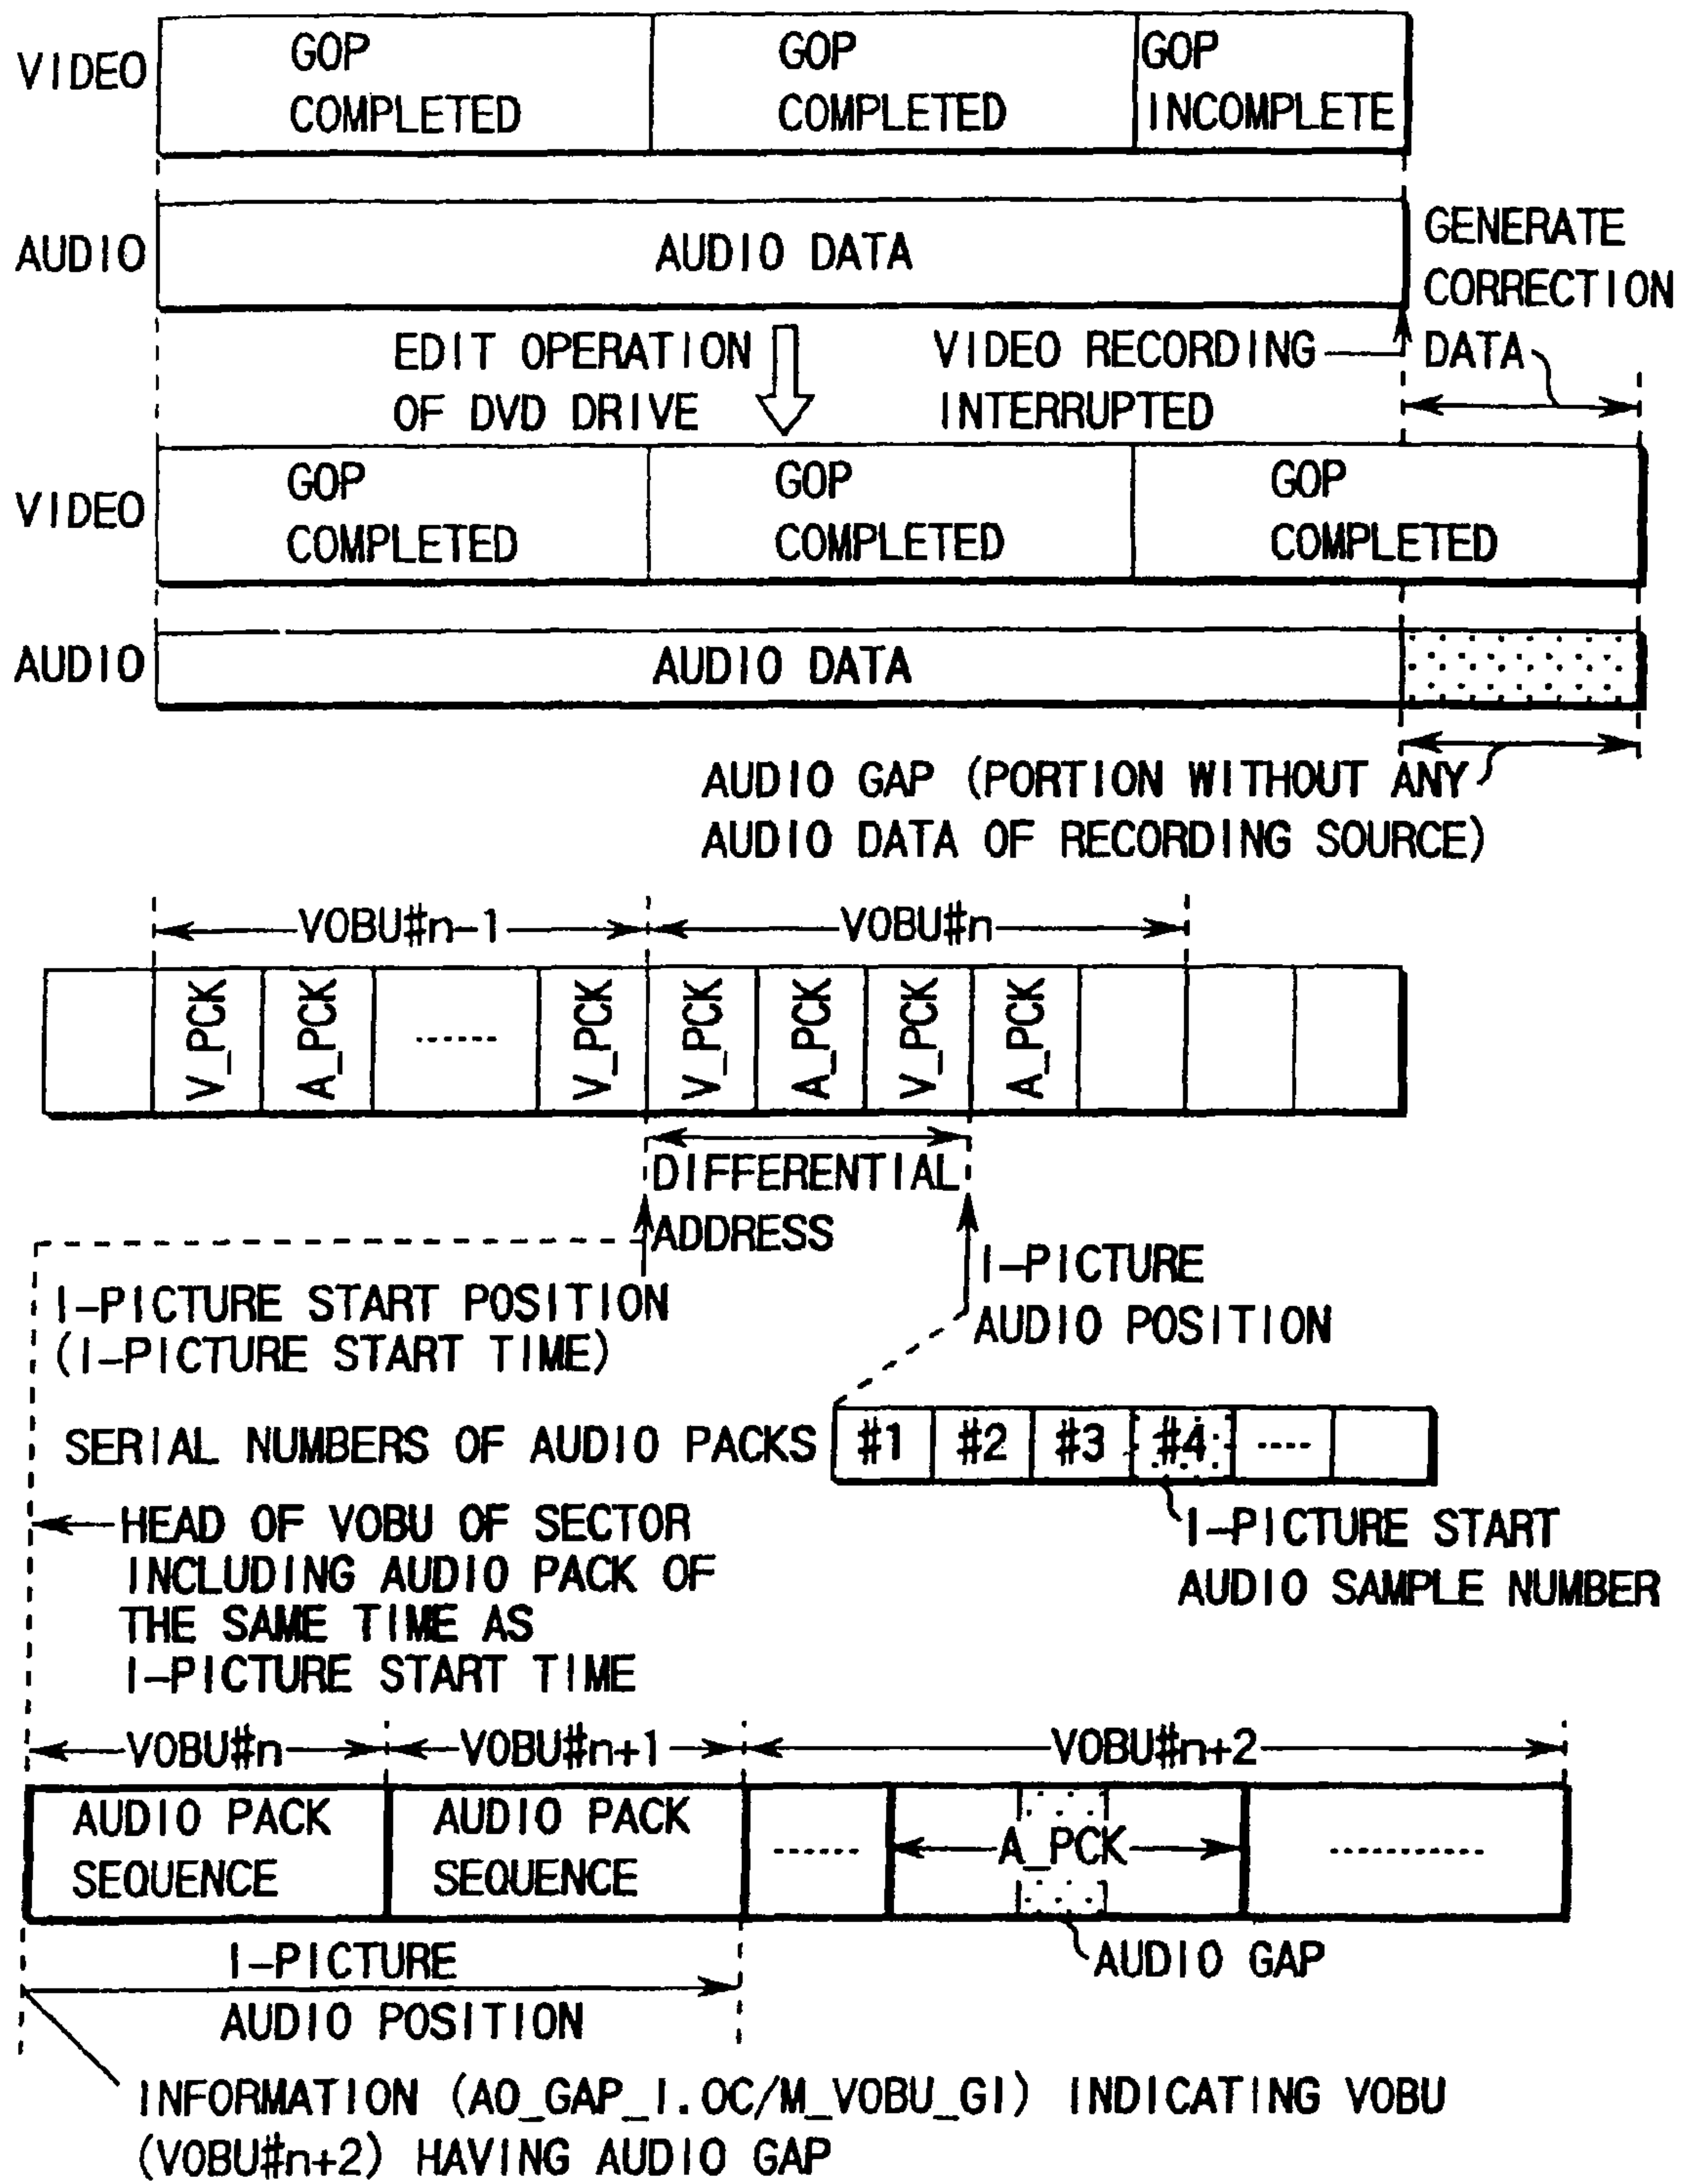 VIDEO
GOP
COMPLETED
GOP
COMPLETED
GOP
INCOMPLETE
AUDIO
AUDIO DATA
GENERATE
CORRECTION
DATA
EDIT OPERATION
OF DVD DRIVE
VIDEO RECORDING
INTERRUPTED
VIDEO
GOP
COMPLETED
GOP
COMPLETED
GOP
COMPLETED
AUDIO
AUDIO DATA
AUDIO GAP (PORTION WITHOUT ANY
AUDIO DATA OF RECORDING SOURCE)
VOBU#n-1
VOBU#n
V_PCK
A_PCK
······
V_PCK
V_PCK
A_PCK
V_PCK
A_PCK
DIFFERENTIAL
ADDRESS
I-PICTURE START POSITION
(I-PICTURE START TIME)
I-PICTURE
AUDIO POSITION
SERIAL NUMBERS OF AUDIO PACKS
#1
#2
#3
#4
····
I-PICTURE START
AUDIO SAMPLE NUMBER
HEAD OF VOBU OF SECTOR
INCLUDING AUDIO PACK OF
THE SAME TIME AS
I-PICTURE START TIME
VOBU#n
VOBU#n+1
VOBU#n+2
AUDIO PACK
SEQUENCE
AUDIO PACK
SEQUENCE
······
A_PCK
···········
AUDIO GAP
I-PICTURE
AUDIO POSITION
INFORMATION (A0_GAP_I.OC/M_VOBU_GI) INDICATING VOBU
(VOBU#n+2) HAVING AUDIO GAP